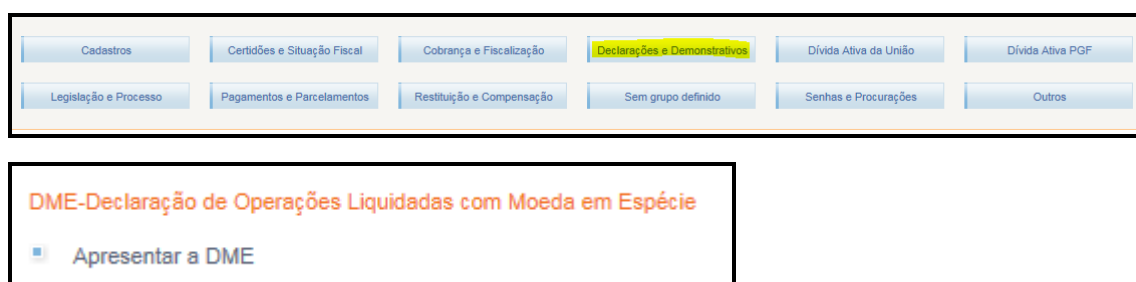 Cadastros Certidões e Situação Fiscal Cobrança e Fiscalização Declarações e Demonstrativos Dívida Ativa da União Dívida Ativa PGF
Legislação e Processo Pagamentos e Parcelamentos Restituição e Compensação Sem grupo definido Senhas e Procurações Outros
DME-Declaração de Operações Liquidadas com Moeda em Espécie
Apresentar a DME